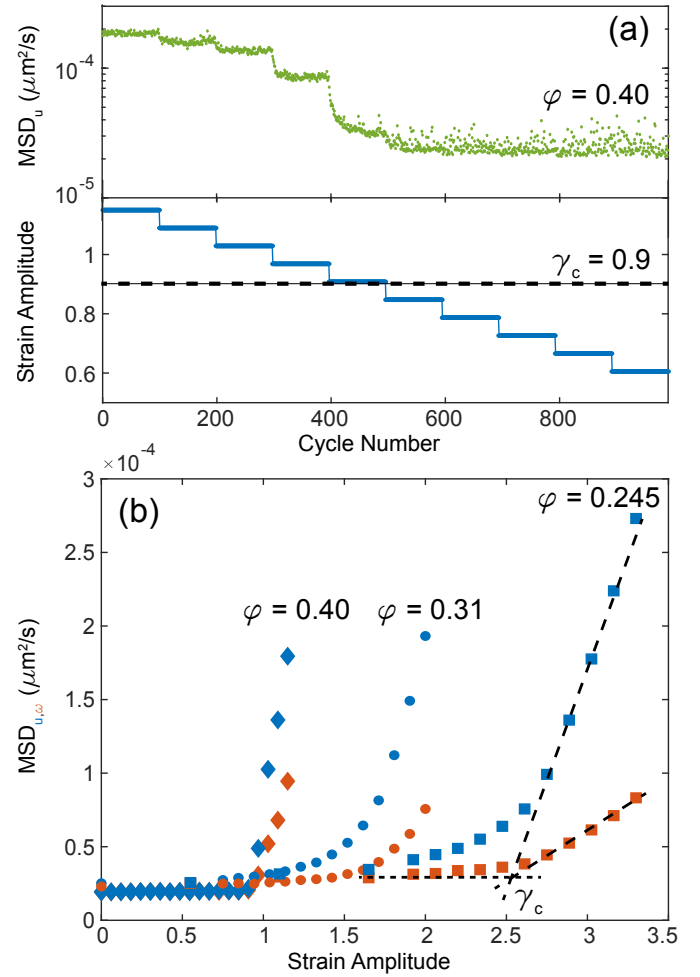 (a)
MSD_u (μm²/s)
10⁻⁴
10⁻⁵
φ = 0.40
Strain Amplitude
1
0.8
0.6
γ_c = 0.9
0 200 400 600 800
Cycle Number
×10⁻⁴
(b)
MSD_u,ω (μm²/s)
3
2.5
2
1.5
1
0.5
0
φ = 0.40
φ = 0.31
φ = 0.245
γ_c
0 0.5 1 1.5 2 2.5 3 3.5
Strain Amplitude